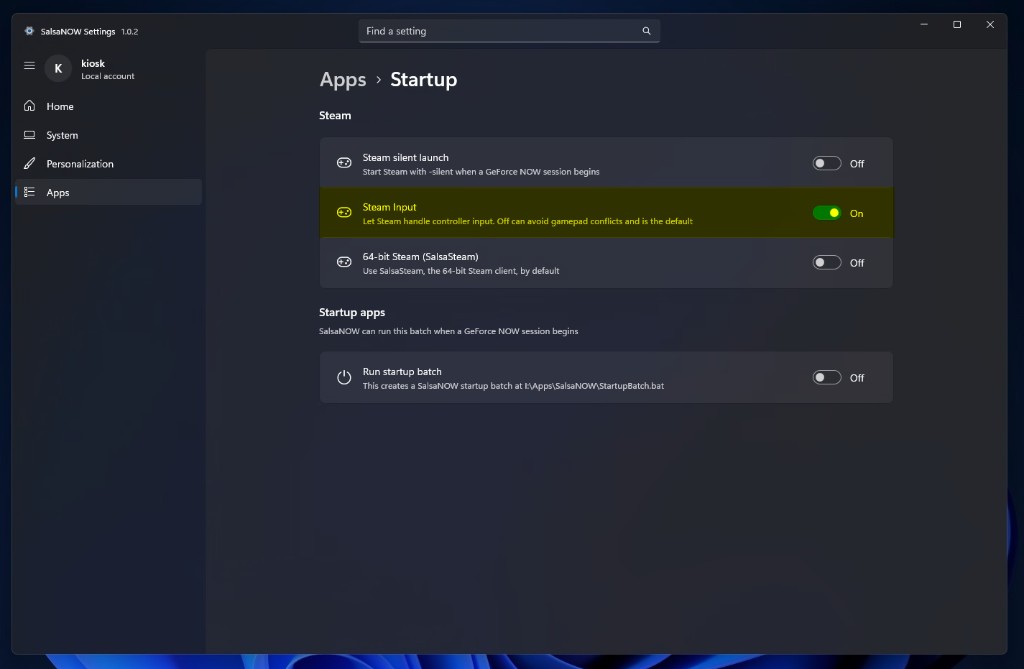 SalsaNOW Settings 1.0.2
Find a setting
K
kiosk
Local account
Home
System
Personalization
Apps
Apps › Startup
Steam
Steam silent launch
Start Steam with -silent when a GeForce NOW session begins
Off
Steam Input
Let Steam handle controller input. Off can avoid gamepad conflicts and is the default
On
64-bit Steam (SalsaSteam)
Use SalsaSteam, the 64-bit Steam client, by default
Off
Startup apps
SalsaNOW can run this batch when a GeForce NOW session begins
Run startup batch
This creates a SalsaNOW startup batch at I:\Apps\SalsaNOW\StartupBatch.bat
Off